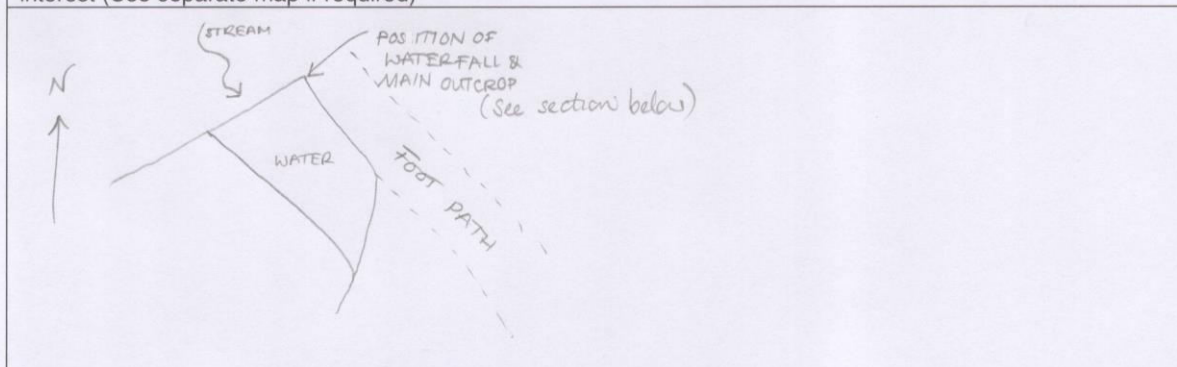 interest (See separate map if required)
STREAM
POSITION OF
WATERFALL &
MAIN OUTCROP
(See section below)
N
WATER
FOOT PATH